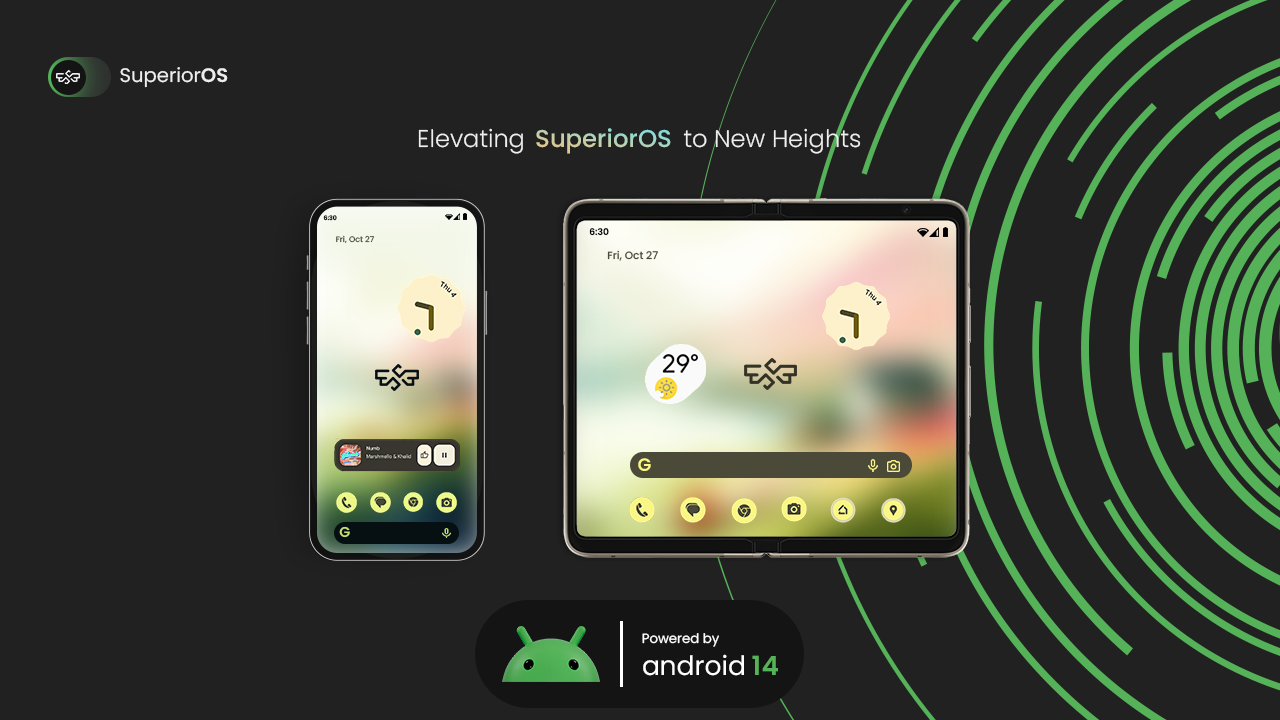 SuperiorOS
Elevating SuperiorOS to New Heights
6:30
Fri, Oct 27
Thu 4
Numb
Marshmello & Khalid
G
6:30
Fri, Oct 27
Thu 4
29°
G
Powered by
android 14